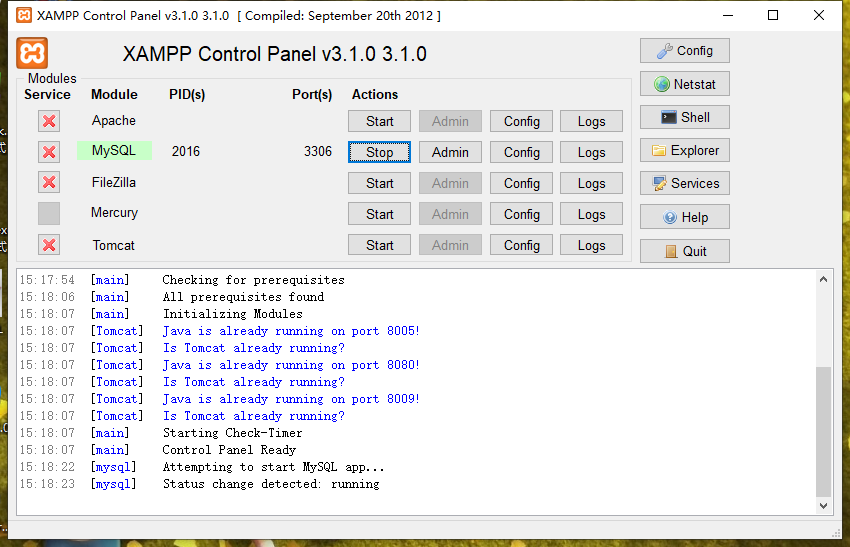 XAMPP Control Panel v3.1.0 3.1.0 [ Compiled: September 20th 2012 ]
XAMPP Control Panel v3.1.0 3.1.0
Config
Modules
Service Module PID(s) Port(s) Actions
Netstat
Apache Start Admin Config Logs
Shell
MySQL 2016 3306 Stop Admin Config Logs
Explorer
FileZilla Start Admin Config Logs
Services
Mercury Start Admin Config Logs
Help
Tomcat Start Admin Config Logs
Quit
15:17:54 [main] Checking for prerequisites
15:18:06 [main] All prerequisites found
15:18:07 [main] Initializing Modules
15:18:07 [Tomcat] Java is already running on port 8005!
15:18:07 [Tomcat] Is Tomcat already running?
15:18:07 [Tomcat] Java is already running on port 8080!
15:18:07 [Tomcat] Is Tomcat already running?
15:18:07 [Tomcat] Java is already running on port 8009!
15:18:07 [Tomcat] Is Tomcat already running?
15:18:07 [main] Starting Check-Timer
15:18:07 [main] Control Panel Ready
15:18:22 [mysql] Attempting to start MySQL app...
15:18:23 [mysql] Status change detected: running